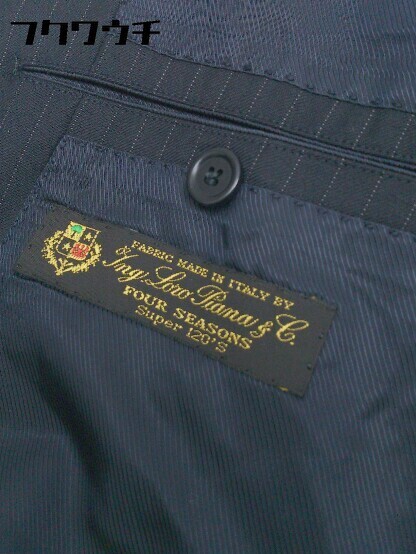 フクワウチ
FABRIC MADE IN ITALY BY
Ing. Loro Piana & C.
FOUR SEASONS
Super 120'S